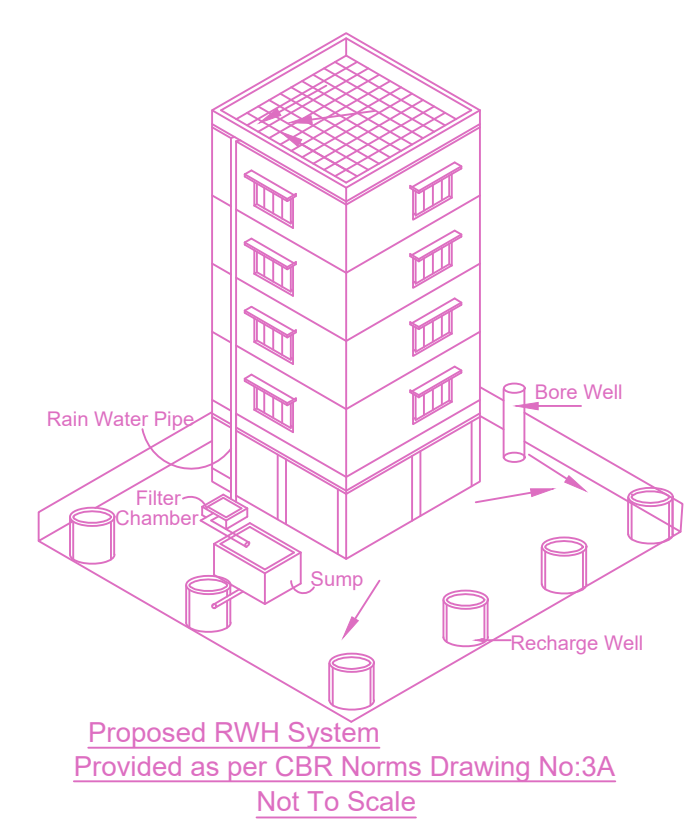 Bore Well
Rain Water Pipe
Filter
Chamber
Sump
Recharge Well
Proposed RWH System
Provided as per CBR Norms Drawing No:3A
Not To Scale